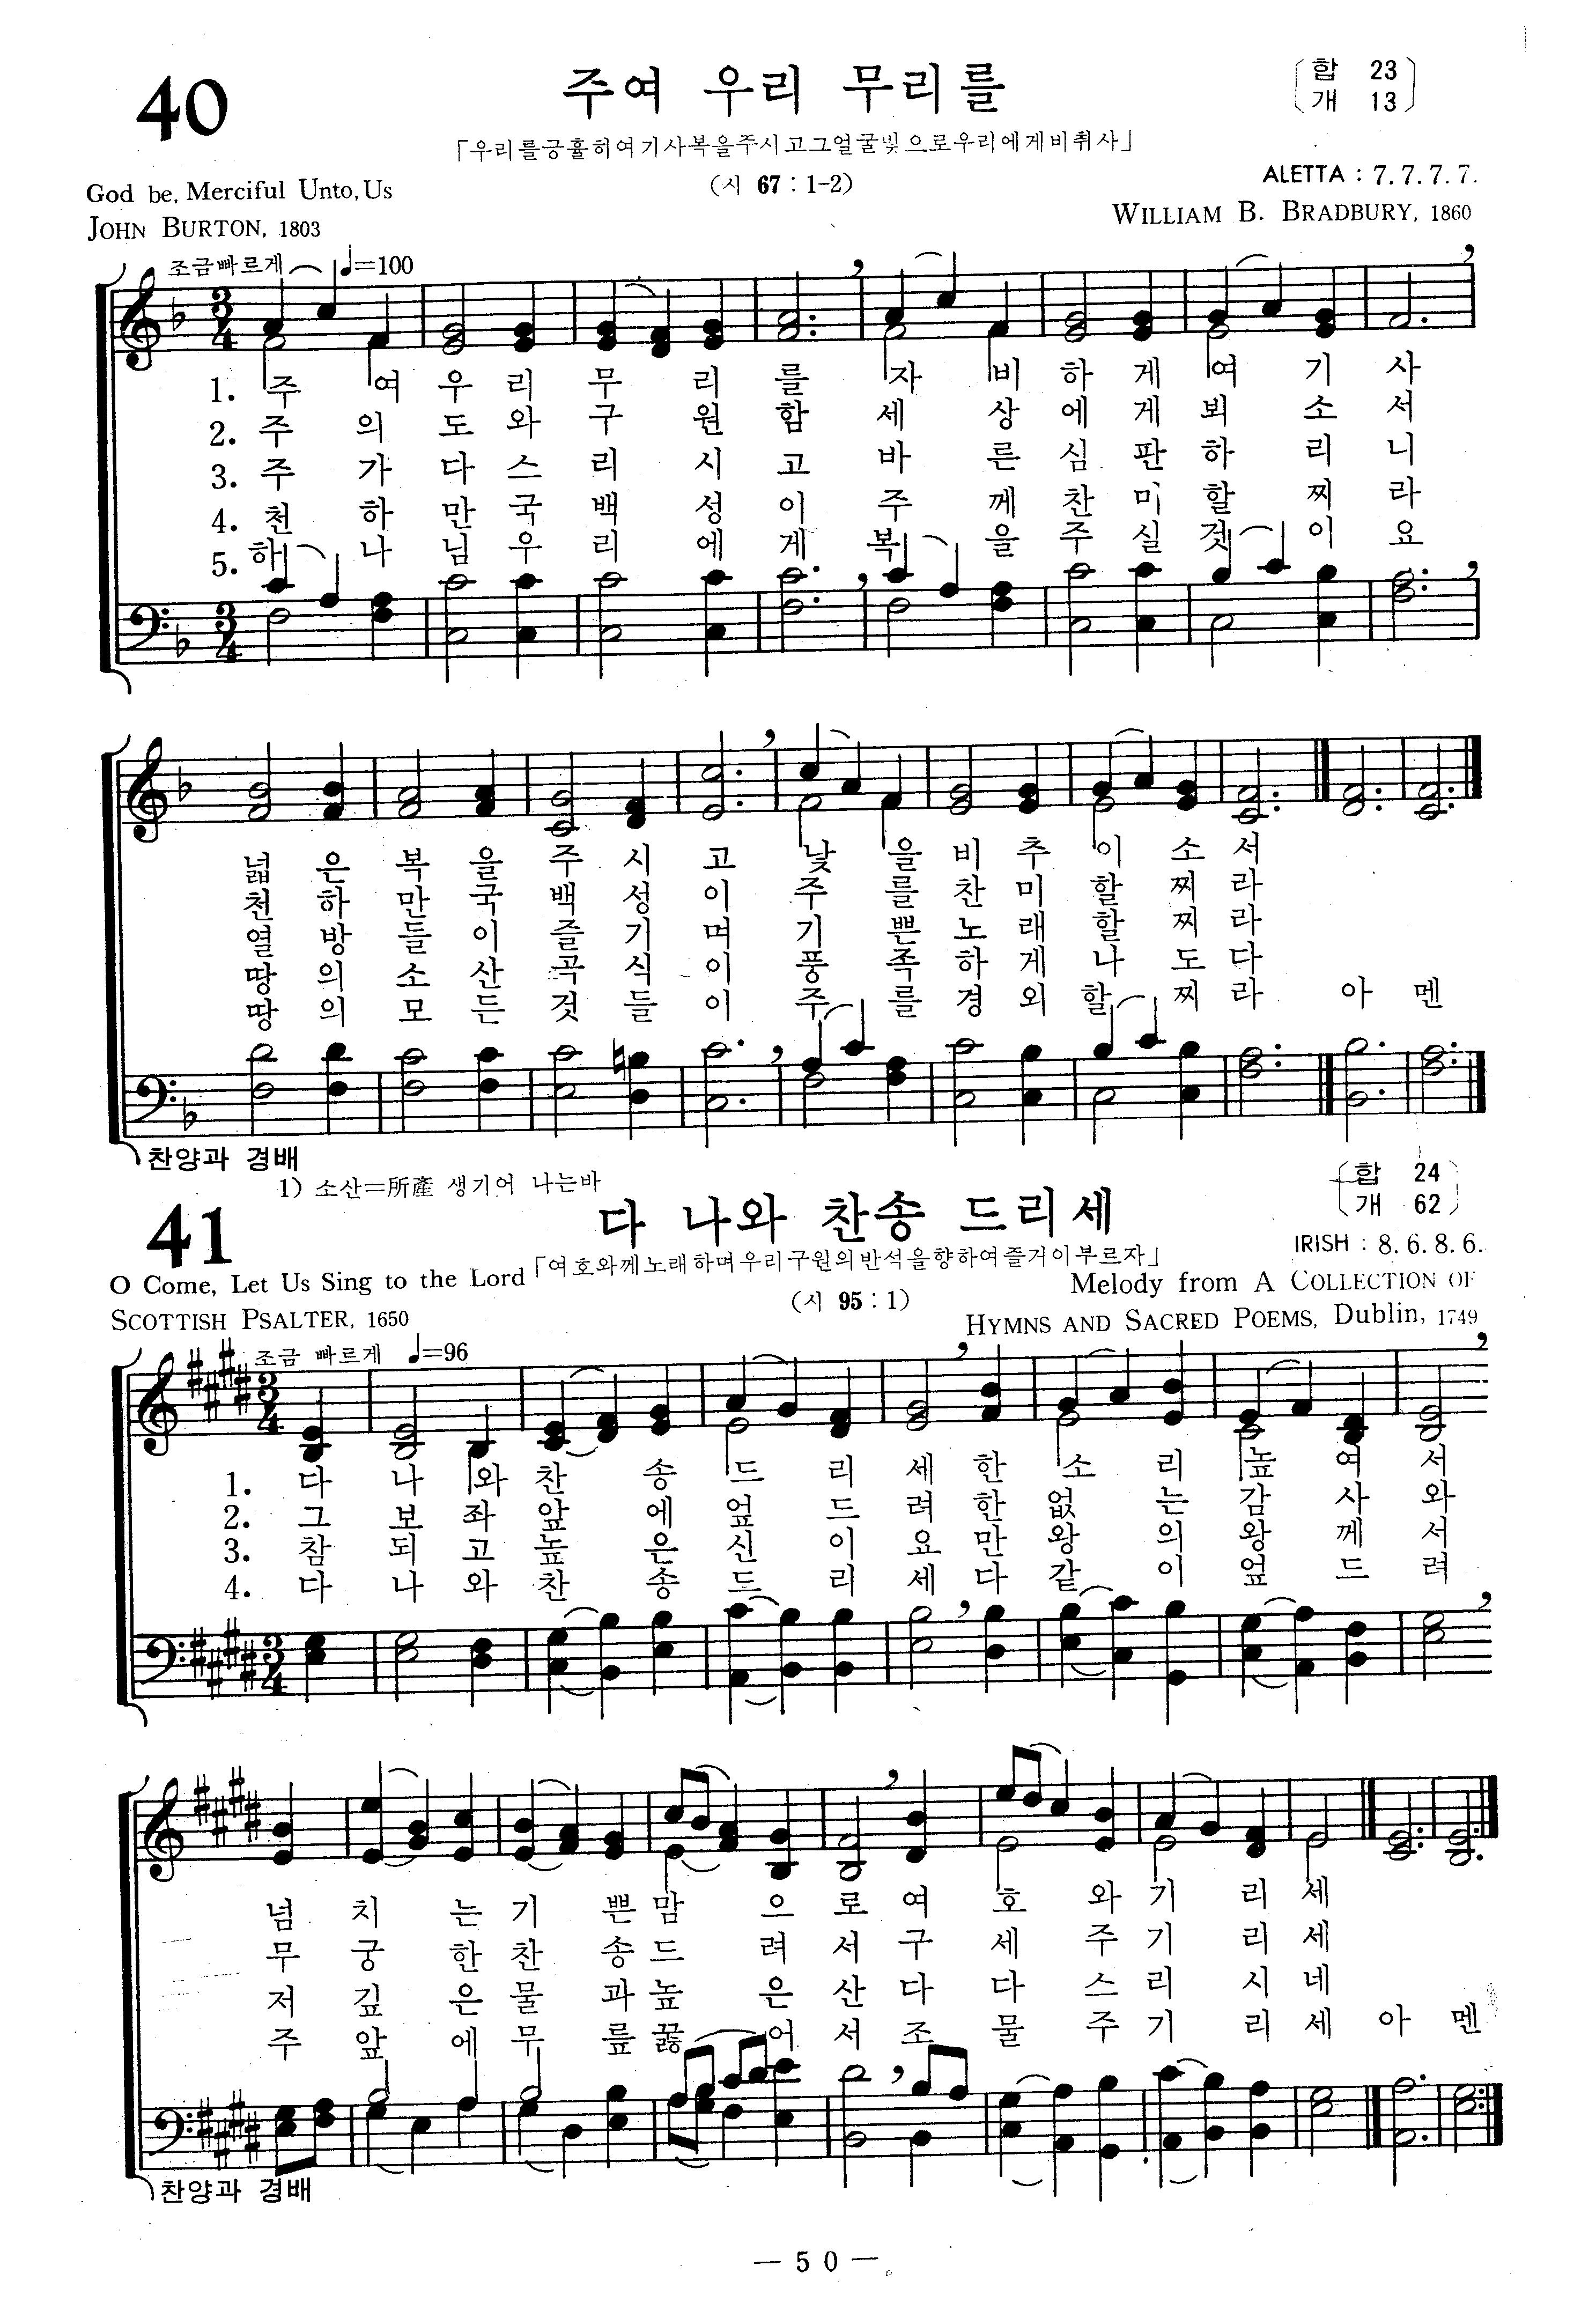 40
주여 우리 무리를
합 23
개 13
「우리를긍휼히여기사복을주시고그얼굴빛으로우리에게비취사」
(시 67 : 1-2)
God be, Merciful Unto, Us
ALETTA : 7. 7. 7. 7.
JOHN BURTON, 1803
WILLIAM B. BRADBURY, 1860
조금빠르게 ♩=100
1. 주 여 우 리 무 리 를 자 비 하 게 여 기 사
2. 주 의 도 와 구 원 함 세 상 에 게 뵈 소 서
3. 주 가 다 스 리 시 고 바 른 심 판 하 리 니
4. 천 하 만 국 백 성 이 주 께 찬 미 할 찌 라
5. 하 나 님 우 리 에 게 복 을 주 실 것 이 요
넓 은 복 을 주 시 고 낯 을 비 추 이 소 서
천 하 만 국 백 성 이 주 를 찬 미 할 찌 라
열 방 들 이 즐 기 며 기 쁜 노 래 할 찌 라
땅 의 소 산 곡 식 이 풍 족 하 게 나 도 다
땅 의 모 든 것 들 이 주 를 경 외 할 찌 라 아 멘
찬양과 경배
1) 소산=所產 생기어 나는바
41
다 나와 찬송 드리세
합 24
개 62
「여호와께노래하며우리구원의반석을향하여즐거이부르자」
IRISH : 8. 6. 8. 6.
O Come, Let Us Sing to the Lord
(시 95 : 1)
Melody from A COLLECTION OF
SCOTTISH PSALTER, 1650
HYMNS AND SACRED POEMS, Dublin, 1749
조금 빠르게 ♩=96
1. 다 나 와 찬 송 드 리 세 한 소 리 높 여 서
2. 그 보 좌 앞 에 엎 드 려 한 없 는 감 사 와
3. 참 되 고 높 은 신 이 요 만 왕 의 왕 께 서
4. 다 나 와 찬 송 드 리 세 다 같 이 엎 드 려
넘 치 는 기 쁜 맘 으 로 여 호 와 기 리 세
무 궁 한 찬 송 드 려 서 구 세 주 기 리 세
저 깊 은 물 과 높 은 산 다 다 스 리 시 네
주 앞 에 무 릎 꿇 어 서 조 물 주 기 리 세 아 멘
찬양과 경배
— 50 —